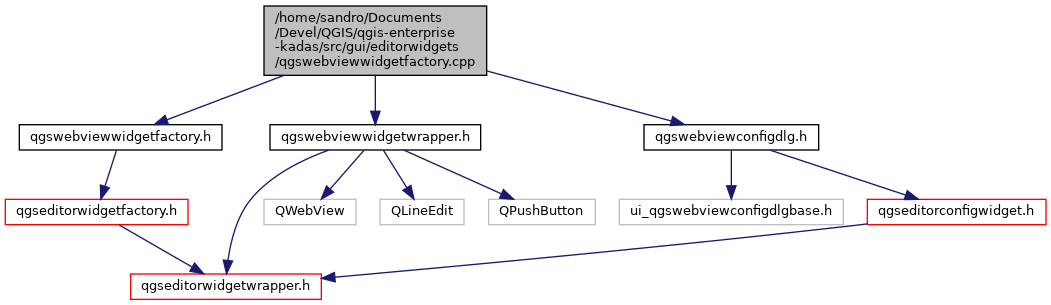 /home/sandro/Documents
/Devel/QGIS/qgis-enterprise
-kadas/src/gui/editorwidgets
/qgswebviewwidgetfactory.cpp
qgswebviewwidgetfactory.h
qgswebviewwidgetwrapper.h
qgswebviewconfigdlg.h
qgseditorwidgetfactory.h
QWebView
QLineEdit
QPushButton
ui_qgswebviewconfigdlgbase.h
qgseditorconfigwidget.h
qgseditorwidgetwrapper.h